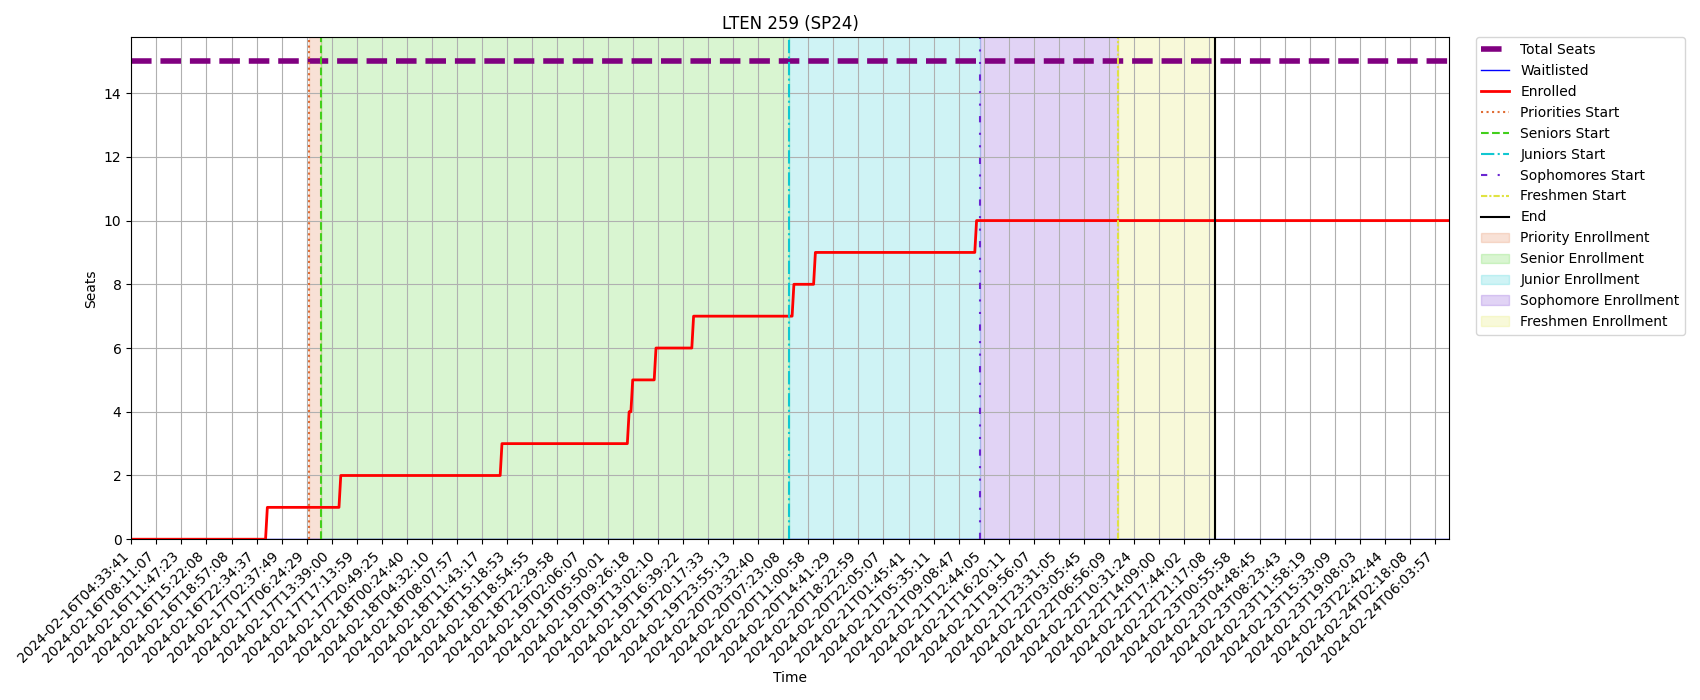 LTEN 259 (SP24)
Seats
14
12
10
8
6
4
2
0
2024-02-16T04:33:41
2024-02-16T08:11:07
2024-02-16T11:47:23
2024-02-16T15:22:08
2024-02-16T18:57:08
2024-02-16T22:34:37
2024-02-17T02:37:49
2024-02-17T06:24:29
2024-02-17T13:39:00
2024-02-17T17:13:59
2024-02-17T20:49:25
2024-02-18T00:24:40
2024-02-18T04:32:10
2024-02-18T08:07:57
2024-02-18T11:43:17
2024-02-18T15:18:53
2024-02-18T18:54:55
2024-02-18T22:29:58
2024-02-19T02:06:07
2024-02-19T05:50:01
2024-02-19T09:26:18
2024-02-19T13:02:10
2024-02-19T16:39:22
2024-02-19T20:17:33
2024-02-19T23:55:13
2024-02-20T03:32:40
2024-02-20T07:23:08
2024-02-20T11:00:58
2024-02-20T14:41:29
2024-02-20T18:22:59
2024-02-20T22:05:07
2024-02-21T01:45:41
2024-02-21T05:35:11
2024-02-21T09:08:47
2024-02-21T12:44:05
2024-02-21T16:20:11
2024-02-21T19:56:07
2024-02-21T23:31:05
2024-02-22T03:05:45
2024-02-22T06:56:09
2024-02-22T10:31:24
2024-02-22T14:09:00
2024-02-22T17:44:02
2024-02-22T21:17:08
2024-02-23T00:55:58
2024-02-23T04:48:45
2024-02-23T08:23:43
2024-02-23T11:58:19
2024-02-23T15:33:09
2024-02-23T19:08:03
2024-02-23T22:42:44
2024-02-24T02:18:08
2024-02-24T06:03:57
Time
Total Seats
Waitlisted
Enrolled
Priorities Start
Seniors Start
Juniors Start
Sophomores Start
Freshmen Start
End
Priority Enrollment
Senior Enrollment
Junior Enrollment
Sophomore Enrollment
Freshmen Enrollment